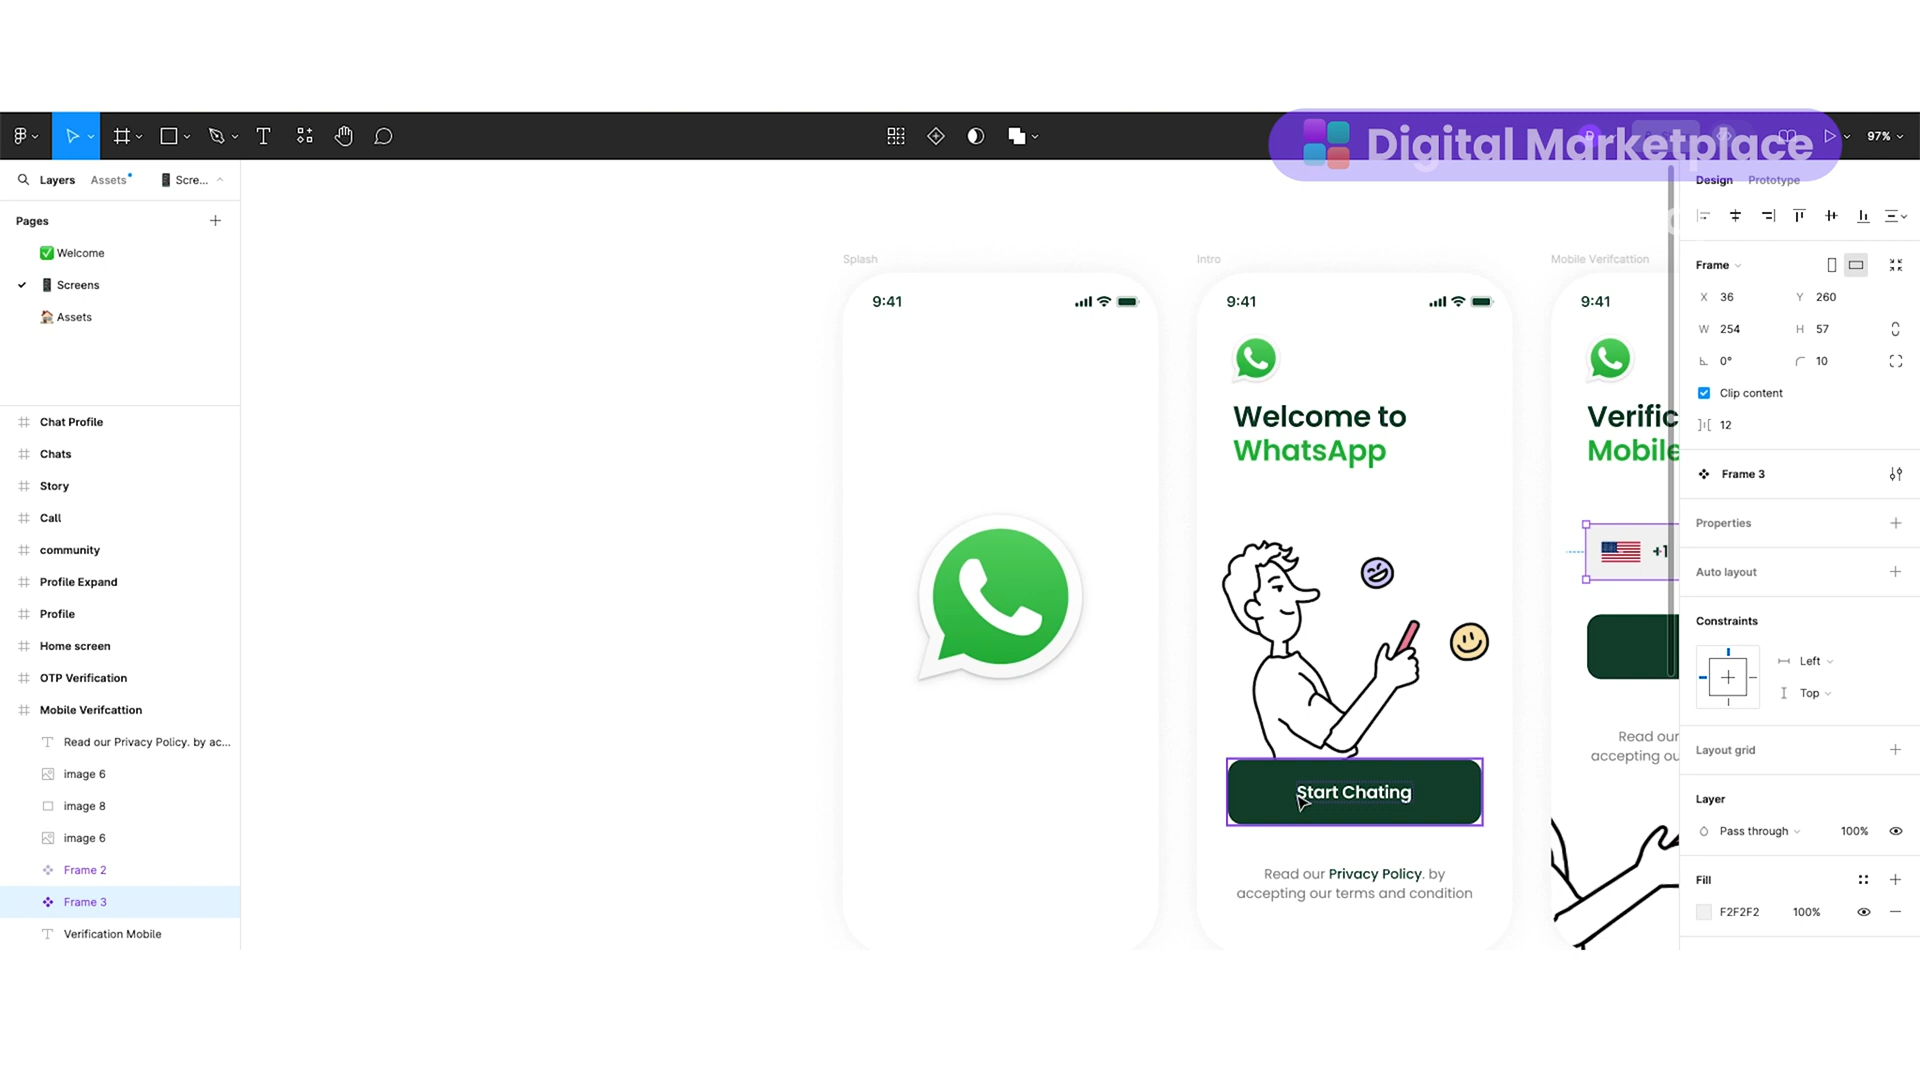 Digital Marketplace
97%
Layers
Assets
Scre...
Design
Prototype
Pages
Welcome
Screens
Assets
Chat Profile
Chats
Story
Call
community
Profile Expand
Profile
Home screen
OTP Verification
Mobile Verifcattion
Read our Privacy Policy. by ac...
image 6
image 8
image 6
Frame 2
Frame 3
Verification Mobile
Splash
9:41
Intro
9:41
Welcome to
WhatsApp
Start Chating
Read our Privacy Policy. by
accepting our terms and condition
Mobile Verifcattion
9:41
Verific
Mobile
+1
Read our
accepting ou
Frame
X 36 Y 260
W 254 H 57
0° 10
Clip content
12
Frame 3
Properties
Auto layout
Constraints
Left
Top
Layout grid
Layer
Pass through 100%
Fill
F2F2F2 100%